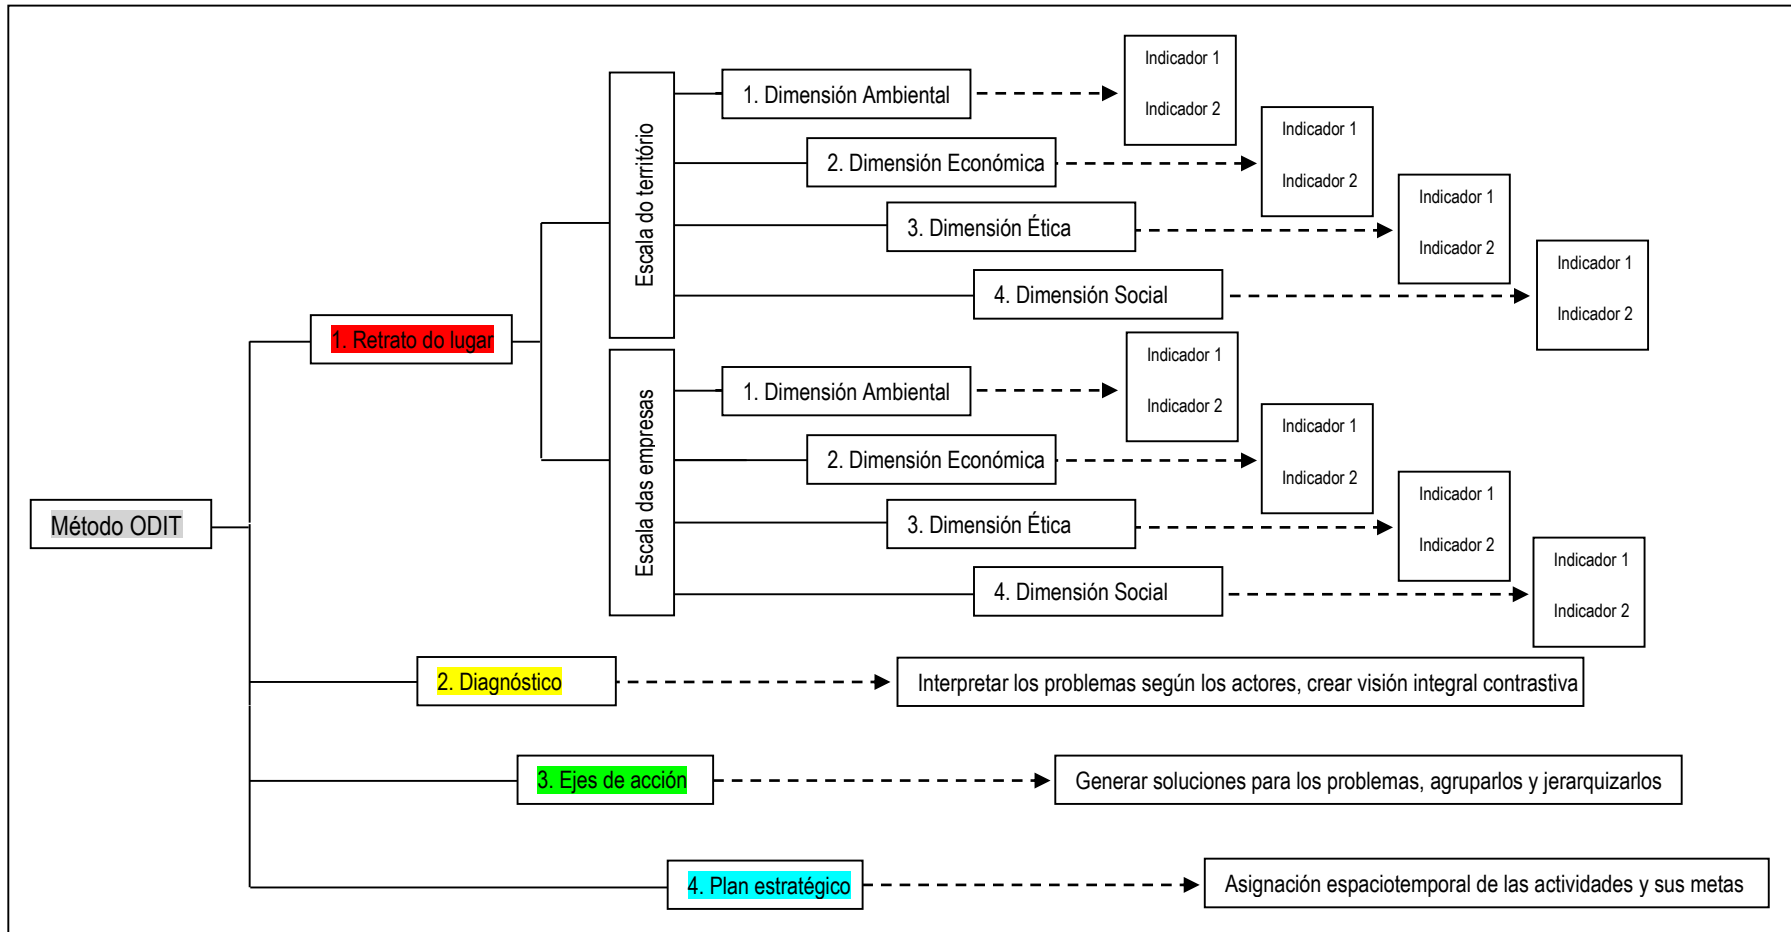 Método ODIT
1. Retrato do lugar
Escala do território
1. Dimensión Ambiental
Indicador 1
Indicador 2
2. Dimensión Económica
Indicador 1
Indicador 2
3. Dimensión Ética
Indicador 1
Indicador 2
4. Dimensión Social
Indicador 1
Indicador 2
Escala das empresas
1. Dimensión Ambiental
Indicador 1
Indicador 2
2. Dimensión Económica
Indicador 1
Indicador 2
3. Dimensión Ética
Indicador 1
Indicador 2
4. Dimensión Social
Indicador 1
Indicador 2
2. Diagnóstico
Interpretar los problemas según los actores, crear visión integral contrastiva
3. Ejes de acción
Generar soluciones para los problemas, agruparlos y jerarquizarlos
4. Plan estratégico
Asignación espaciotemporal de las actividades y sus metas